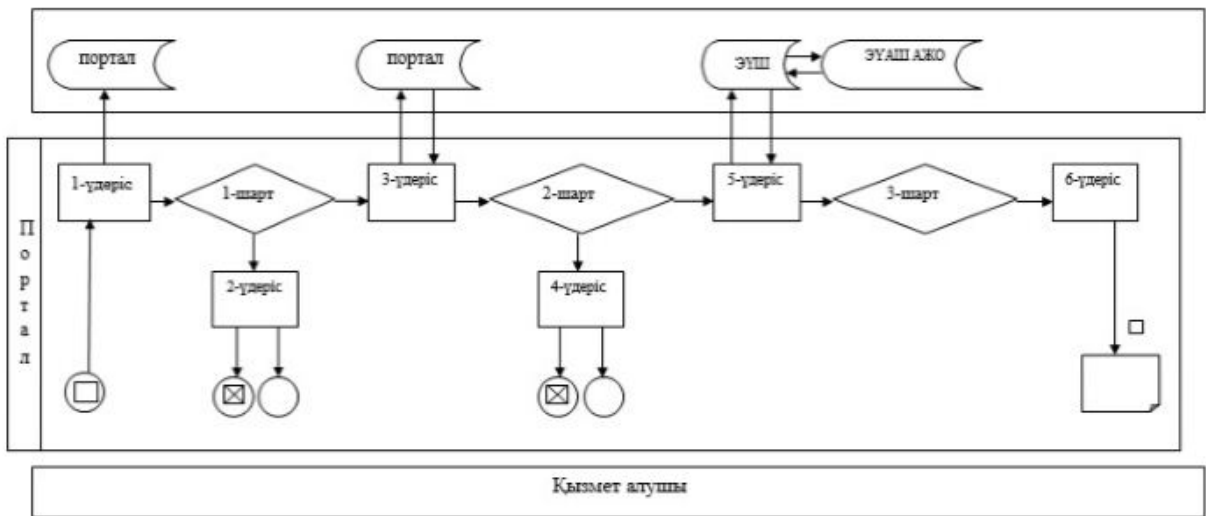 портал
портал
ЭҮШ
ЭҮАШ АЖО
1-үдеріс
1-шарт
3-үдеріс
2-шарт
5-үдеріс
3-шарт
6-үдеріс
2-үдеріс
4-үдеріс
Портал
Қызмет алушы